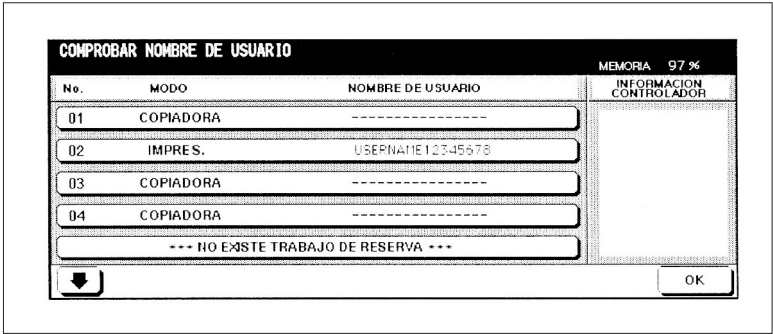 COMPROBAR NOMBRE DE USUARIO
MEMORIA 97 %
No. MODO NOMBRE DE USUARIO
INFORMACION
CONTROLADOR
01 COPIADORA ----------------
02 IMPRES. USERNAME12345678
03 COPIADORA ----------------
04 COPIADORA ----------------
*** NO EXISTE TRABAJO DE RESERVA ***
OK